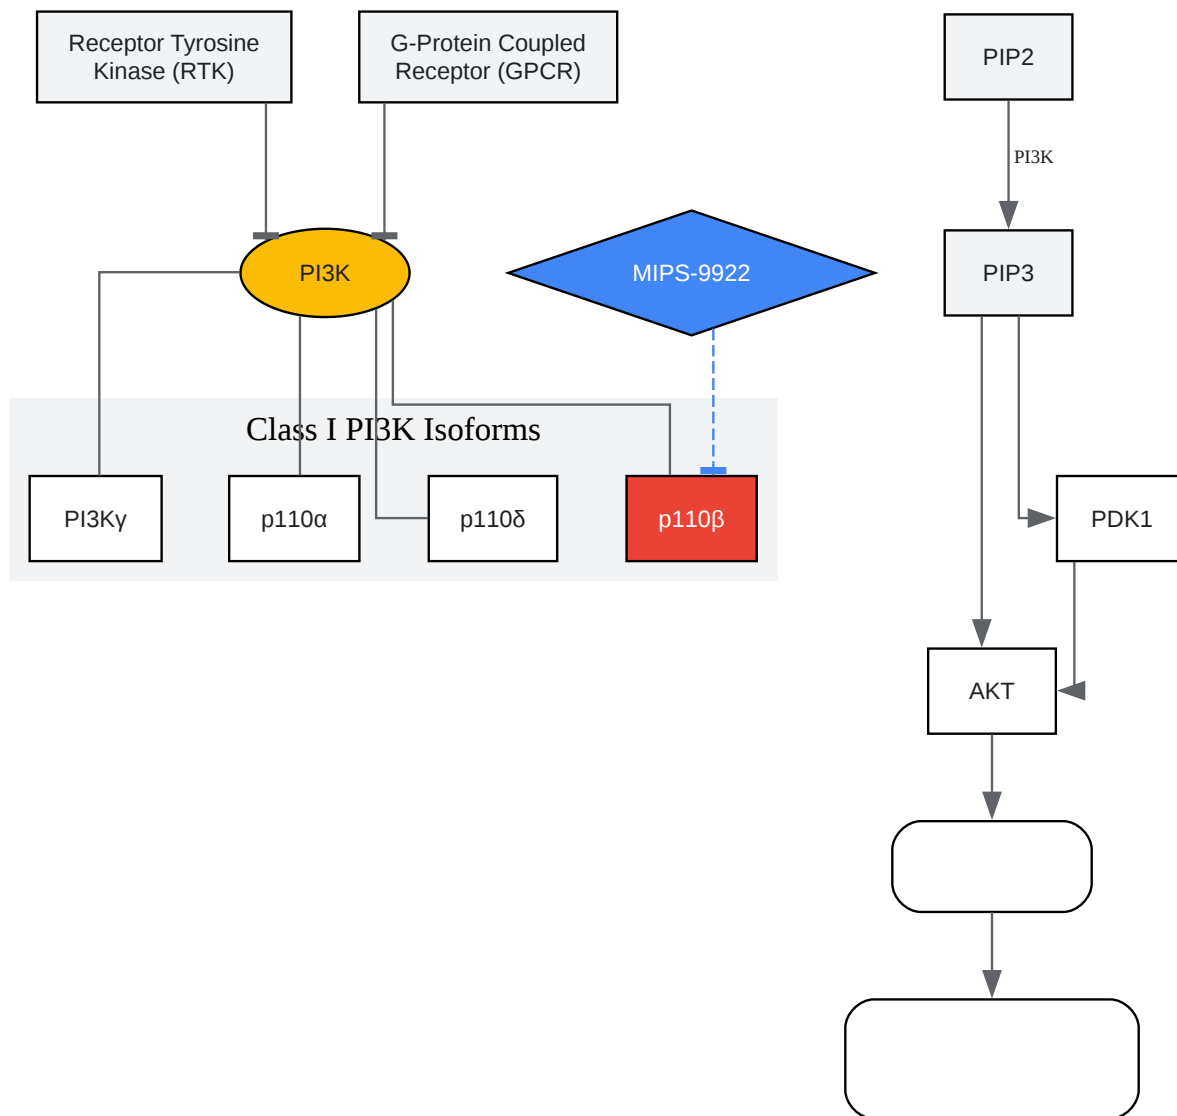 Receptor Tyrosine
Kinase (RTK)
G-Protein Coupled
Receptor (GPCR)
PIP2
PI3K
PIP3
PI3K
MIPS-9922
Class I PI3K Isoforms
PI3Kγ
p110α
p110δ
p110β
PDK1
AKT